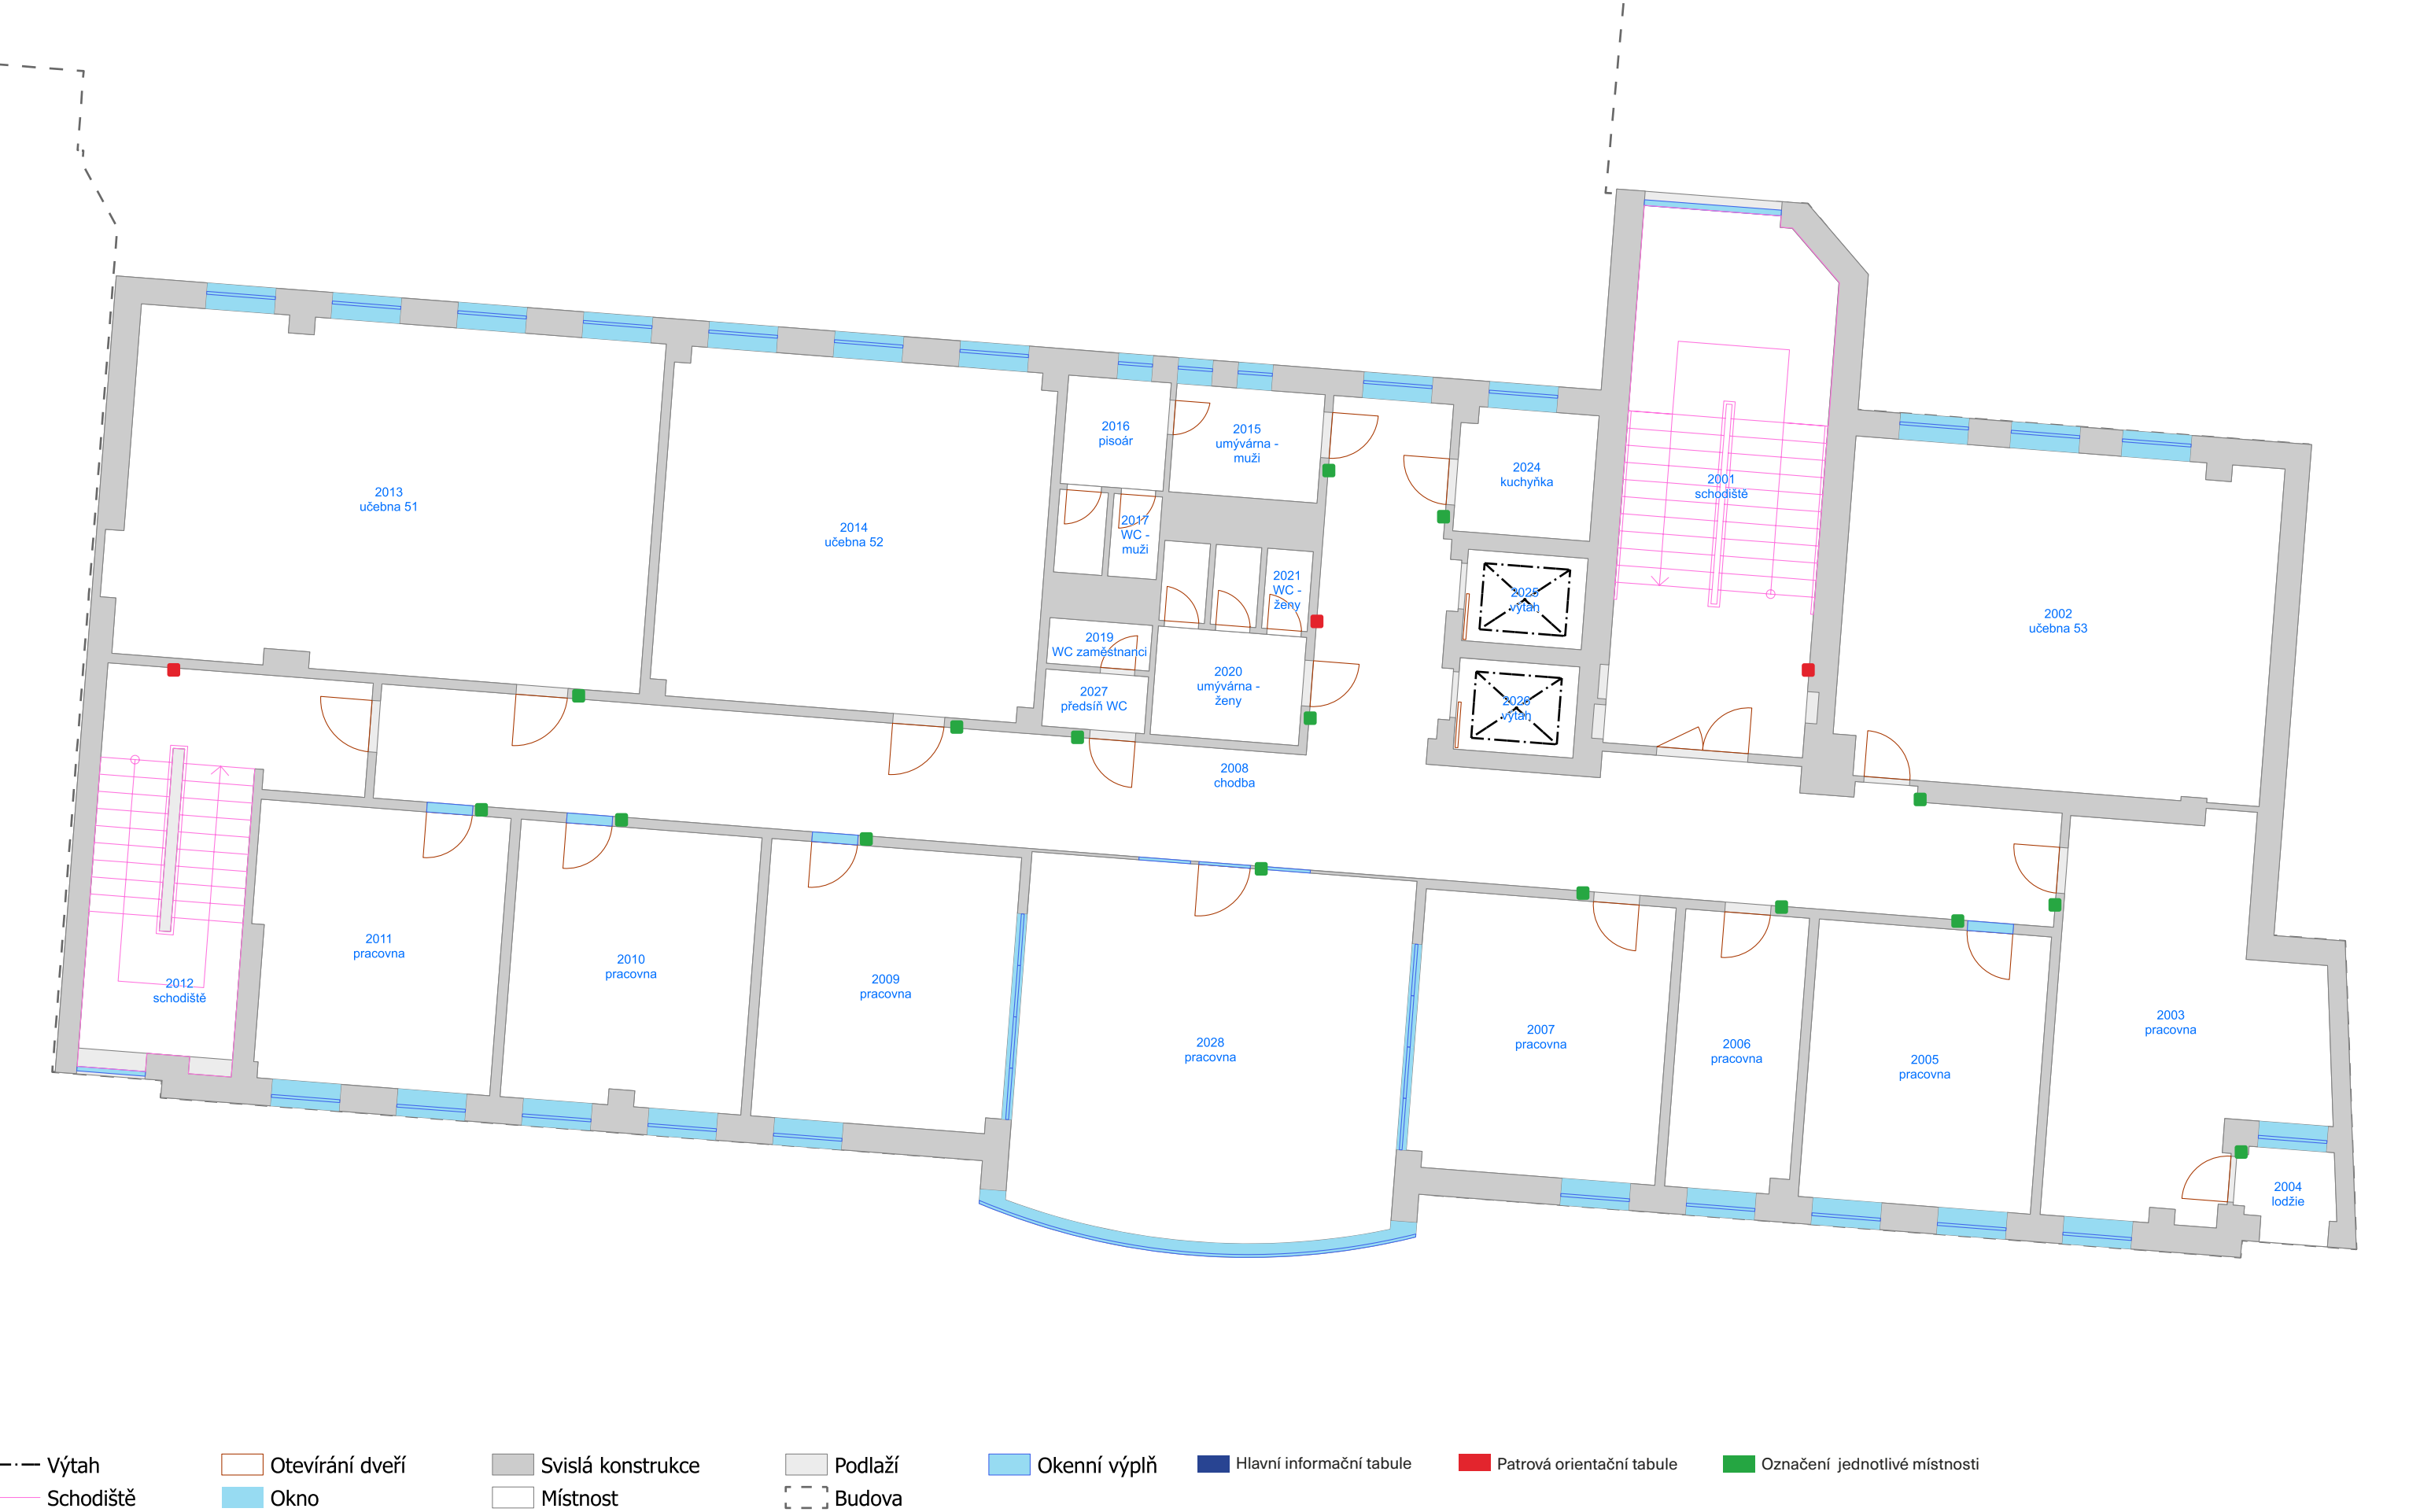 2016
pisoár
2015
umývárna -
muži
2024
kuchyňka
2001
schodiště
2013
učebna 51
2014
učebna 52
2017
WC -
muži
2021
WC -
ženy
2025
výtah
2002
učebna 53
2019
WC zaměstnanci
2027
předsíň WC
2020
umývárna -
ženy
2026
výtah
2008
chodba
2011
pracovna
2010
pracovna
2009
pracovna
2012
schodiště
2028
pracovna
2007
pracovna
2006
pracovna
2005
pracovna
2003
pracovna
2004
lodžie
Výtah
Otevírání dveří
Svislá konstrukce
Podlaží
Okenní výplň
Hlavní informační tabule
Patrová orientační tabule
Označení jednotlivé místnosti
Schodiště
Okno
Místnost
Budova